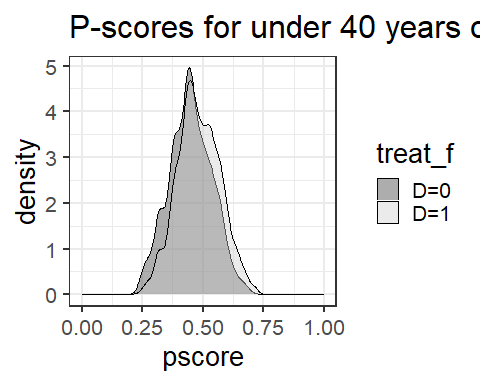 P-scores for under 40 years o
density
5
4
3
2
1
0
0.00 0.25 0.50 0.75 1.00
pscore
treat_f
D=0
D=1